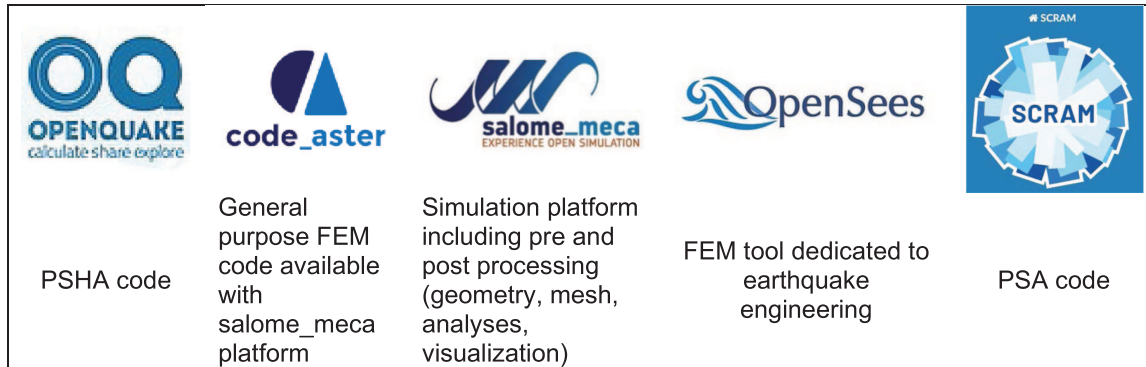 OQ
OPENQUAKE
calculate share explore
code_aster
salome_meca
EXPERIENCE OPEN SIMULATION
OpenSees
SCRAM
SCRAM
PSHA code
General
purpose FEM
code available
with
salome_meca
platform
Simulation platform
including pre and
post processing
(geometry, mesh,
analyses,
visualization)
FEM tool dedicated to
earthquake
engineering
PSA code